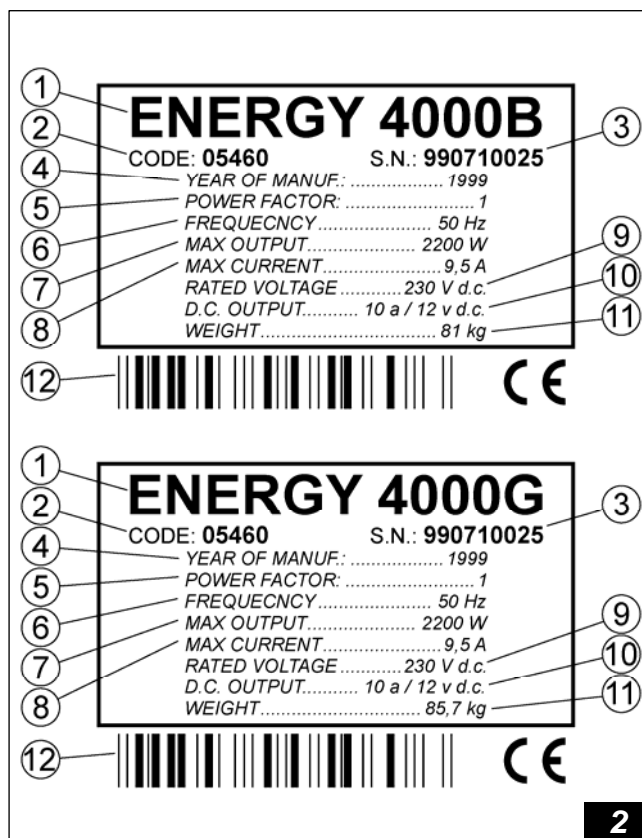 1
ENERGY 4000B
2
CODE: 05460 S.N.: 990710025
3
4
YEAR OF MANUF.: .................. 1999
5
POWER FACTOR: ..................... 1
6
FREQUECNCY ..................... 50 Hz
7
MAX OUTPUT..................... 2200 W
8
MAX CURRENT....................... 9,5 A
9
RATED VOLTAGE ........... 230 V d.c.
10
D.C. OUTPUT.......... 10 a / 12 v d.c.
11
WEIGHT............................... 81 kg
12
CE
1
ENERGY 4000G
2
CODE: 05460 S.N.: 990710025
3
4
YEAR OF MANUF.: .................. 1999
5
POWER FACTOR: ..................... 1
6
FREQUECNCY ..................... 50 Hz
7
MAX OUTPUT..................... 2200 W
8
MAX CURRENT....................... 9,5 A
9
RATED VOLTAGE ........... 230 V d.c.
10
D.C. OUTPUT.......... 10 a / 12 v d.c.
11
WEIGHT............................ 85,7 kg
12
CE
2